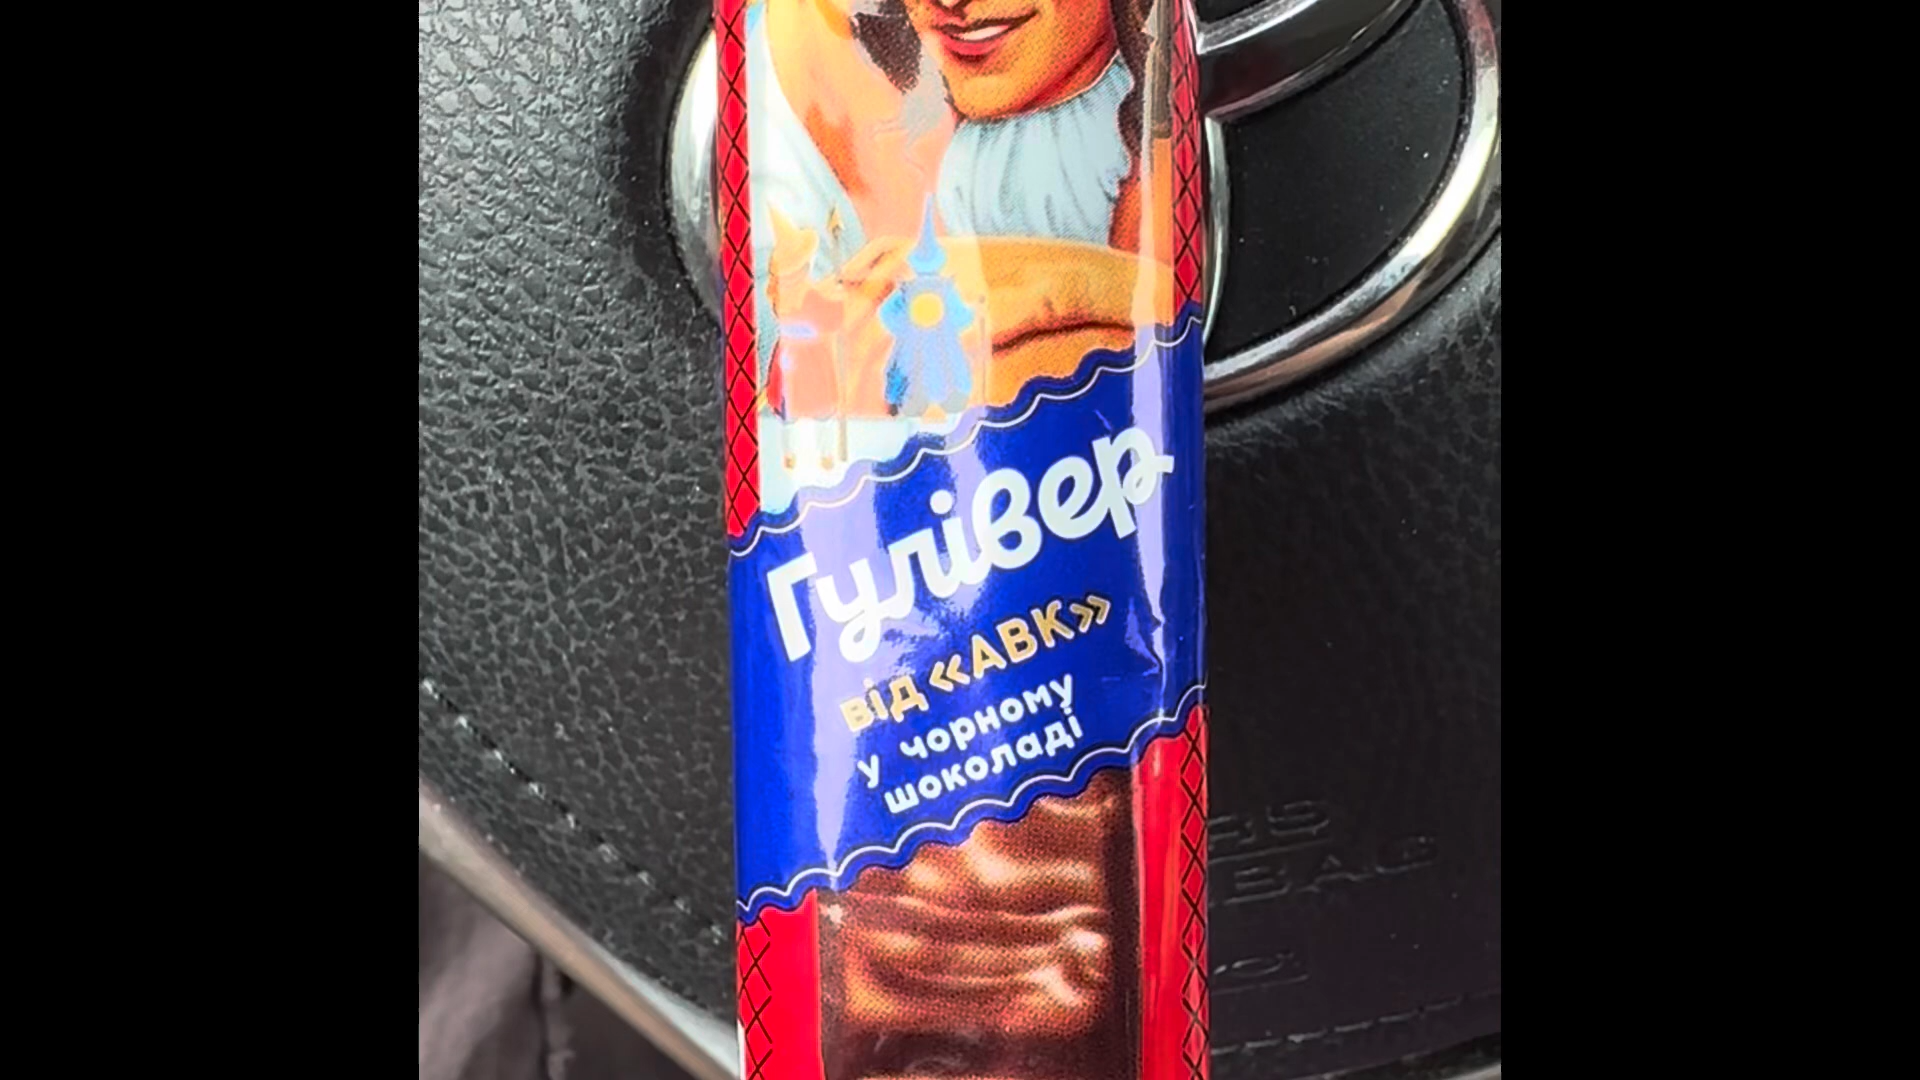 Гулівер
від «АВК»
у чорному
шоколаді